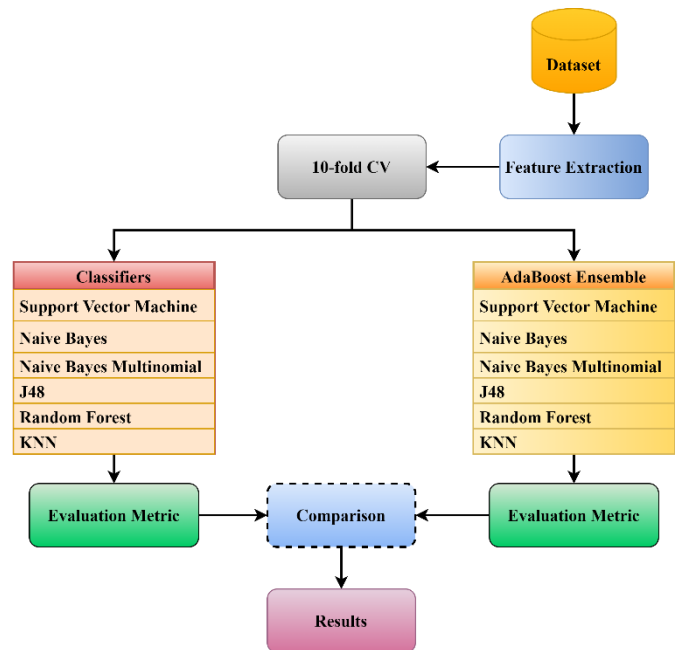 Dataset
10-fold CV
Feature Extraction
Classifiers
Support Vector Machine
Naive Bayes
Naive Bayes Multinomial
J48
Random Forest
KNN
AdaBoost Ensemble
Support Vector Machine
Naive Bayes
Naive Bayes Multinomial
J48
Random Forest
KNN
Evaluation Metric
Comparison
Evaluation Metric
Results